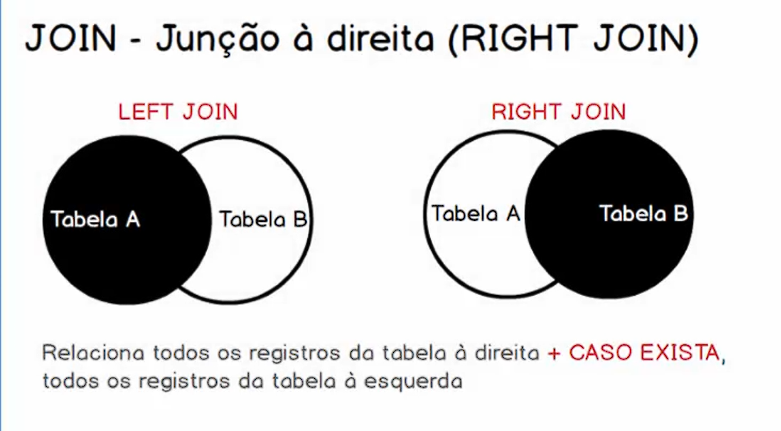 JOIN - Junção à direita (RIGHT JOIN)
LEFT JOIN
RIGHT JOIN
Tabela A
Tabela B
Tabela A
Tabela B
Relaciona todos os registros da tabela à direita + CASO EXISTA,
todos os registros da tabela à esquerda